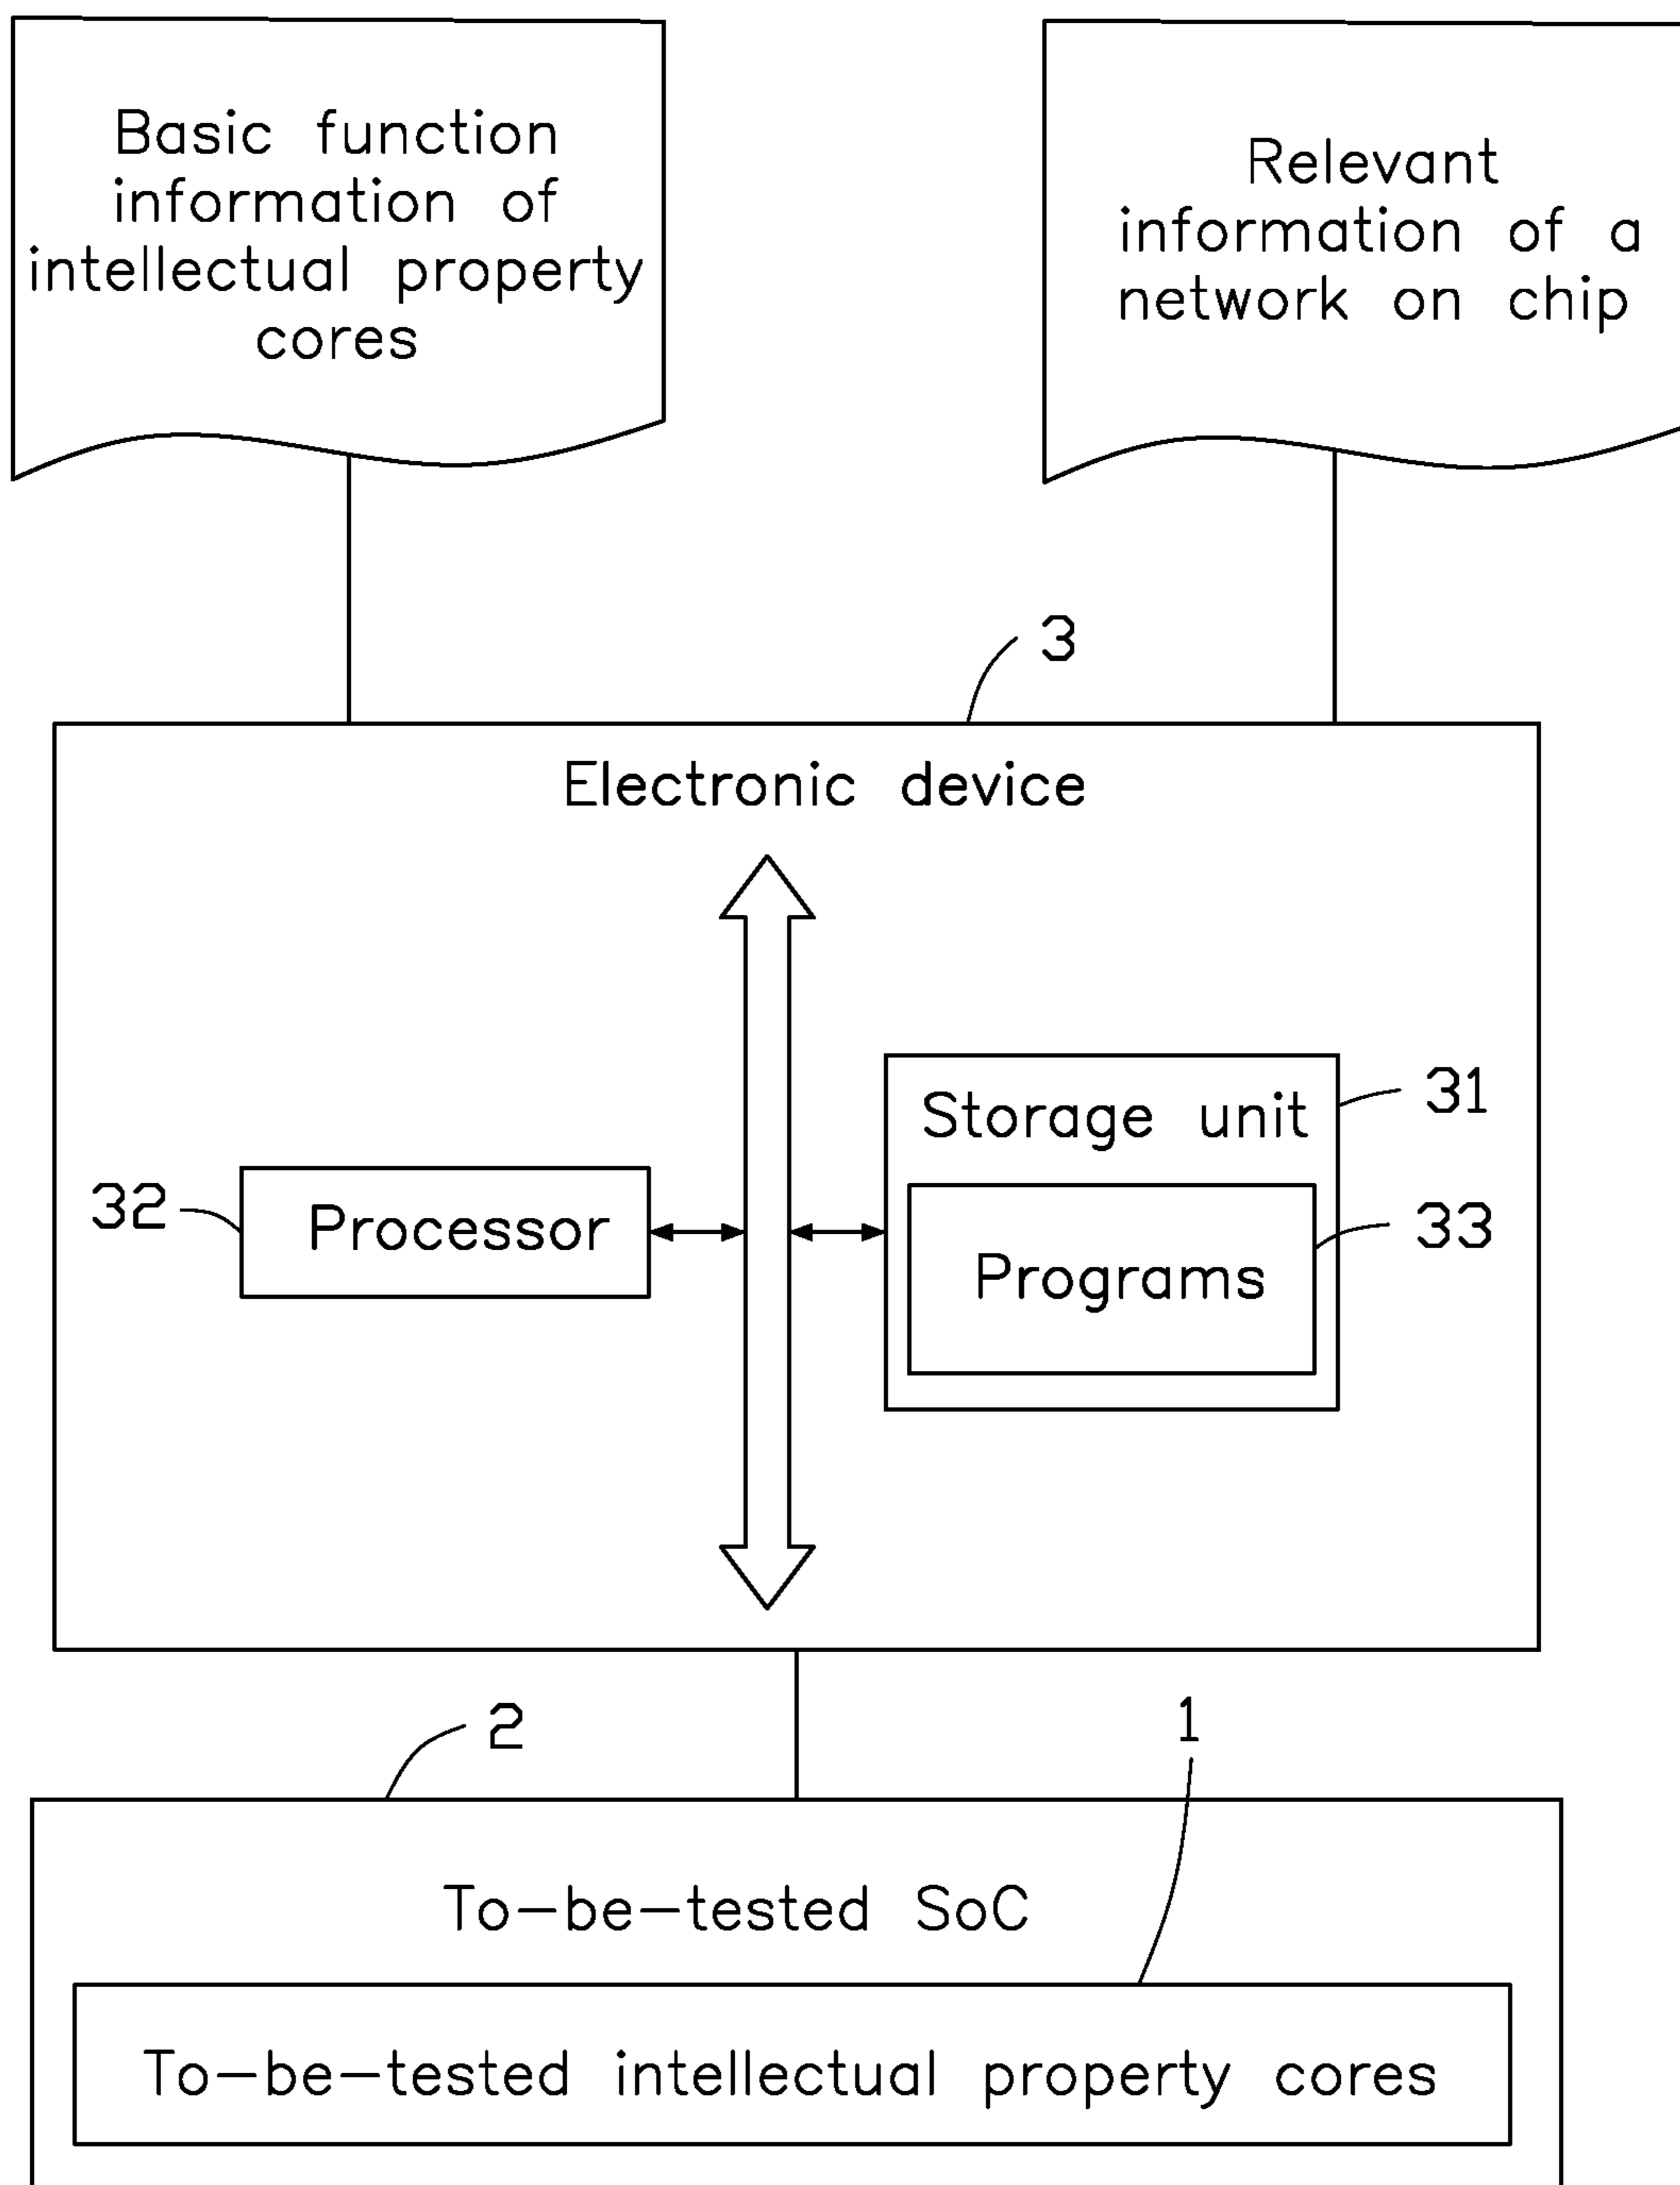 Basic function
information of
intellectual property
cores
Relevant
information of a
network on chip
3
Electronic device
Storage unit
31
32
Processor
33
Programs
2
1
To-be-tested SoC
To-be-tested intellectual property cores